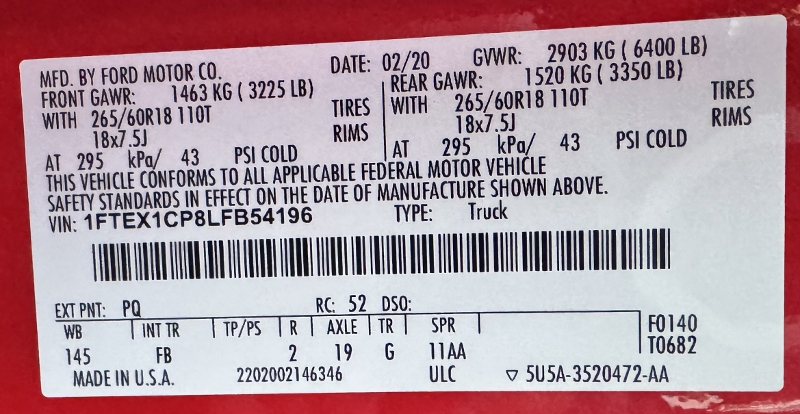 MFD. BY FORD MOTOR CO. DATE: 02/20 GVWR: 2903 KG ( 6400 LB)
FRONT GAWR: 1463 KG ( 3225 LB) REAR GAWR: 1520 KG ( 3350 LB)
WITH 265/60R18 110T TIRES WITH 265/60R18 110T TIRES
18x7.5J RIMS 18x7.5J RIMS
AT 295 kPa/ 43 PSI COLD AT 295 kPa/ 43 PSI COLD
THIS VEHICLE CONFORMS TO ALL APPLICABLE FEDERAL MOTOR VEHICLE
SAFETY STANDARDS IN EFFECT ON THE DATE OF MANUFACTURE SHOWN ABOVE.
VIN: 1FTEX1CP8LFB54196 TYPE: Truck
EXT PNT: PQ RC: 52 DSO:
WB INT TR TP/PS R AXLE TR SPR F0140
145 FB 2 19 G 11AA T0682
MADE IN U.S.A. 2202002146346 ULC ▽ 5U5A-3520472-AA